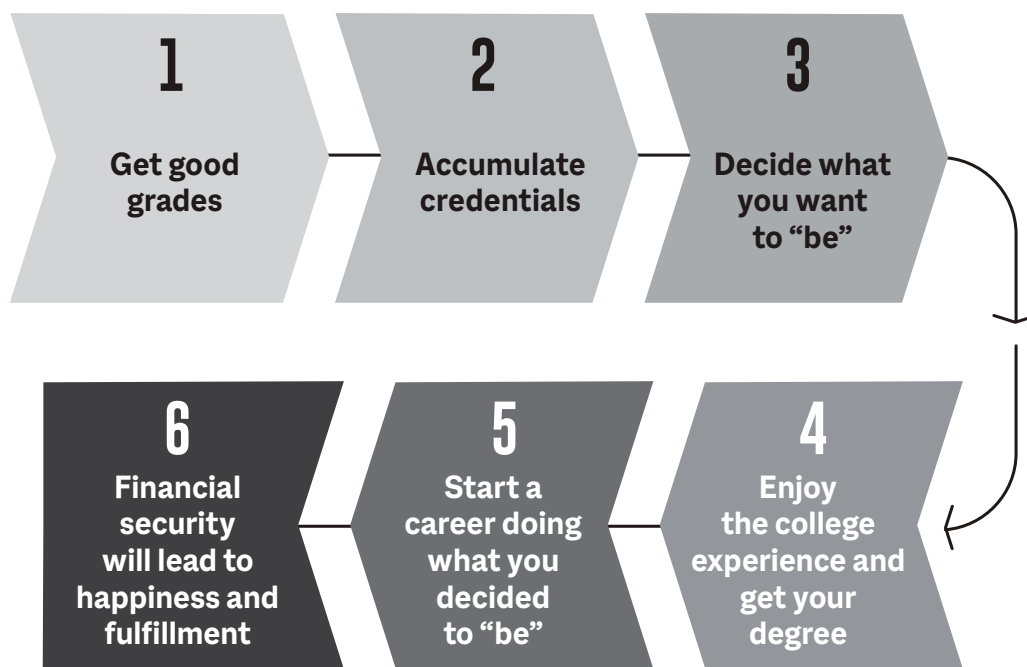 1
Get good
grades
2
Accumulate
credentials
3
Decide what
you want
to “be”
4
Enjoy
the college
experience and
get your
degree
5
Start a
career doing
what you
decided
to “be”
6
Financial
security
will lead to
happiness and
fulfillment